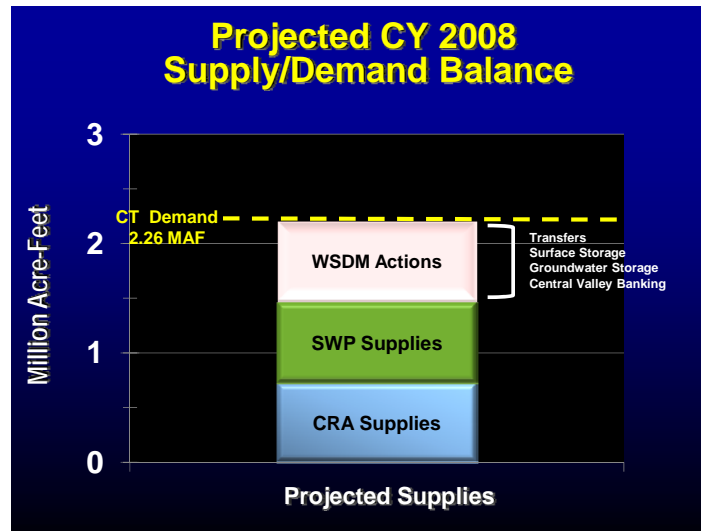 Projected CY 2008
Supply/Demand Balance
3
CT Demand
2.26 MAF
2
Million Acre-Feet
WSDM Actions
Transfers
Surface Storage
Groundwater Storage
Central Valley Banking
SWP Supplies
1
CRA Supplies
0
Projected Supplies